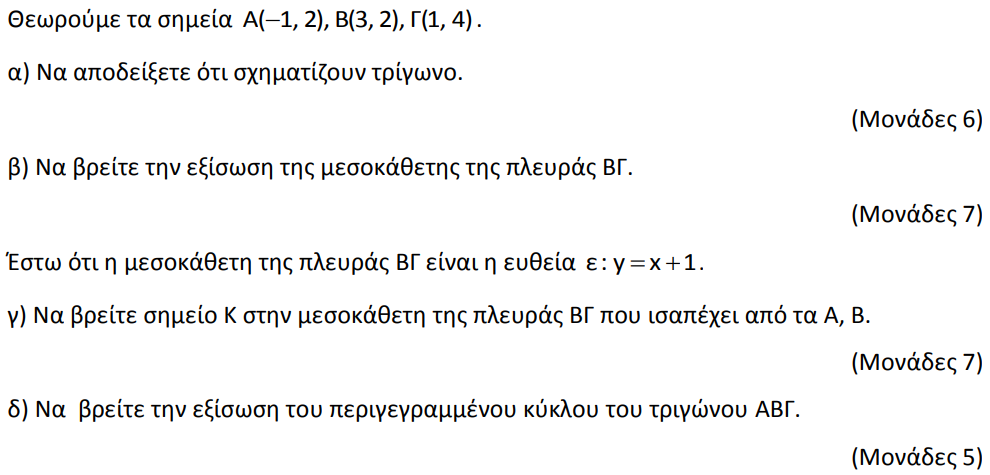 Θεωρούμε τα σημεία Α(−1, 2), Β(3, 2), Γ(1, 4).
α) Να αποδείξετε ότι σχηματίζουν τρίγωνο.
(Μονάδες 6)
β) Να βρείτε την εξίσωση της μεσοκάθετης της πλευράς ΒΓ.
(Μονάδες 7)
Έστω ότι η μεσοκάθετη της πλευράς ΒΓ είναι η ευθεία ε: y = x + 1.
γ) Να βρείτε σημείο Κ στην μεσοκάθετη της πλευράς ΒΓ που ισαπέχει από τα Α, Β.
(Μονάδες 7)
δ) Να βρείτε την εξίσωση του περιγεγραμμένου κύκλου του τριγώνου ΑΒΓ.
(Μονάδες 5)